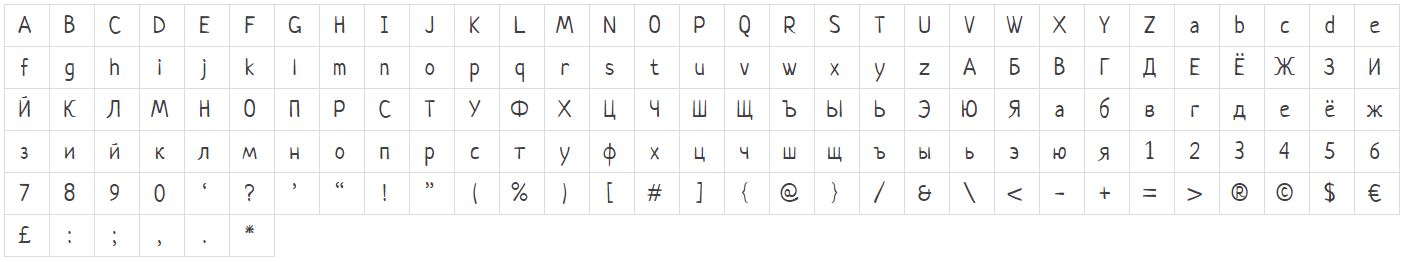 A B C D E F G H I J K L M N O P Q R S T U V W X Y Z a b c d e
f g h i j k l m n o p q r s t u v w x y z А Б В Г Д Е Ё Ж З И
Й К Л М Н О П Р С Т У Ф Х Ц Ч Ш Щ Ъ Ы Ь Э Ю Я а б в г д е ё ж
з и й к л м н о п р с т у ф х ц ч ш щ ъ ы ь э ю я 1 2 3 4 5 6
7 8 9 0 ‘ ? ’ “ ! ” ( % ) [ # ] { @ } / & \ < - + = > ® © $ €
£ : ; , . *